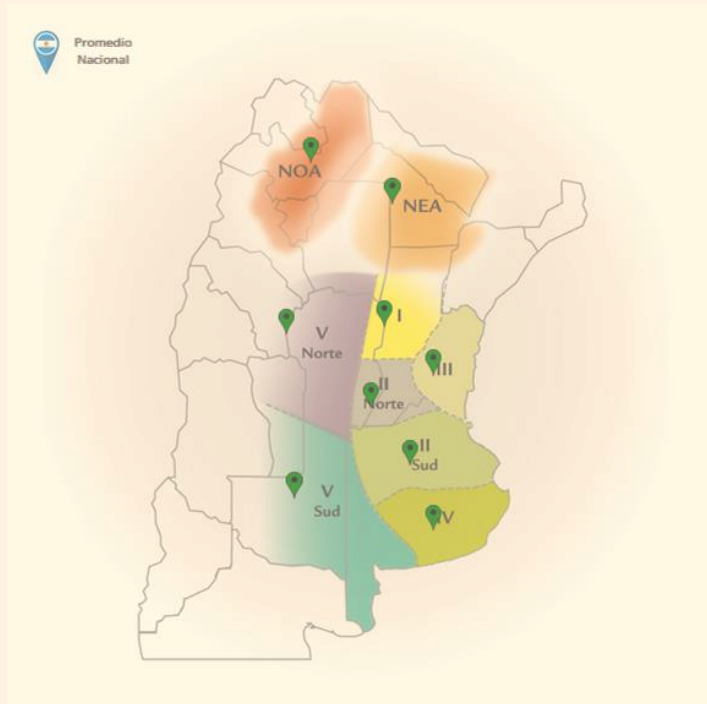 Promedio
Nacional
NOA
NEA
I
V
Norte
III
II
Norte
II
Sud
V
Sud
IV